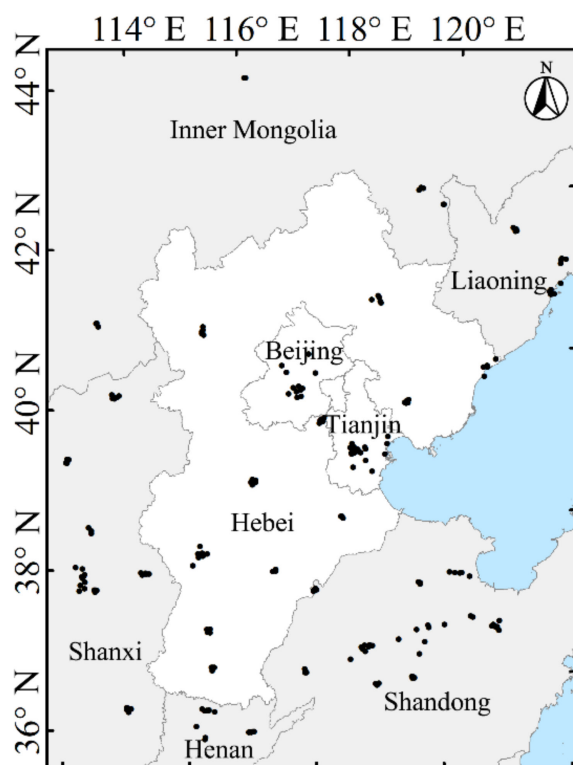 114° E 116° E 118° E 120° E
44° N
N
Inner Mongolia
42° N
Liaoning
Beijing
40° N
Tianjin
Hebei
38° N
Shanxi
Shandong
36° N
Henan